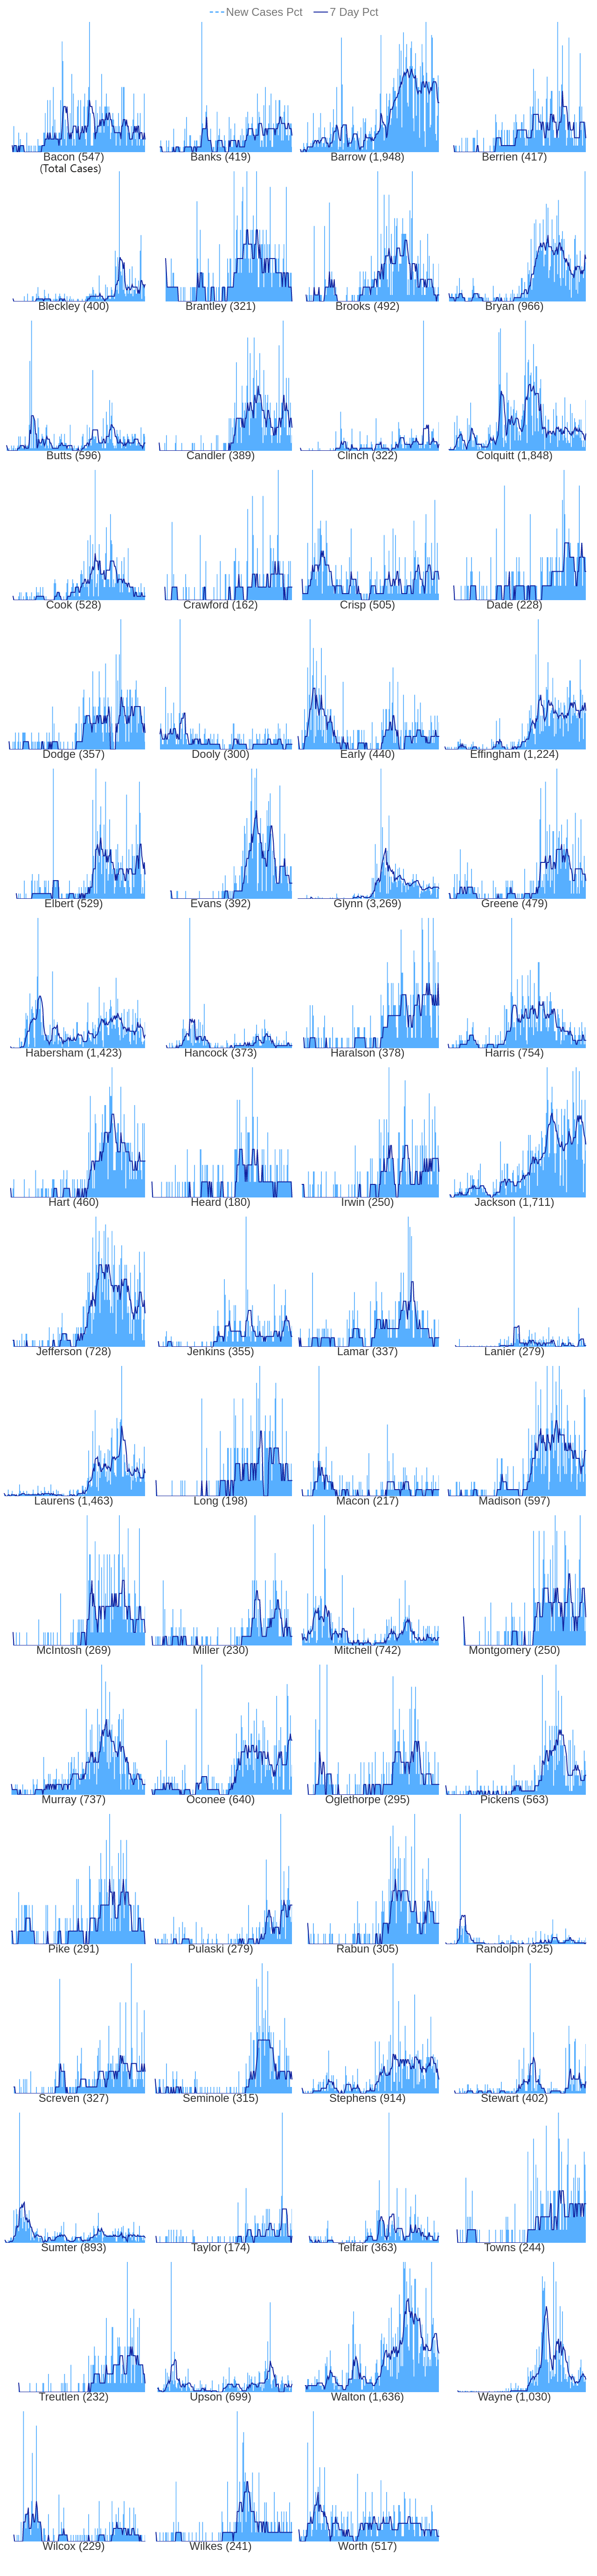 New Cases Pct 7 Day Pct
Bacon (547) Banks (419) Barrow (1,948) Berrien (417)
(Total Cases)
Bleckley (400) Brantley (321) Brooks (492) Bryan (966)
Butts (596) Candler (389) Clinch (322) Colquitt (1,848)
Cook (528) Crawford (162) Crisp (505) Dade (228)
Dodge (357) Dooly (300) Early (440) Effingham (1,224)
Elbert (529) Evans (392) Glynn (3,269) Greene (479)
Habersham (1,423) Hancock (373) Haralson (378) Harris (754)
Hart (460) Heard (180) Irwin (250) Jackson (1,711)
Jefferson (728) Jenkins (355) Lamar (337) Lanier (279)
Laurens (1,463) Long (198) Macon (217) Madison (597)
McIntosh (269) Miller (230) Mitchell (742) Montgomery (250)
Murray (737) Oconee (640) Oglethorpe (295) Pickens (563)
Pike (291) Pulaski (279) Rabun (305) Randolph (325)
Screven (327) Seminole (315) Stephens (914) Stewart (402)
Sumter (893) Taylor (174) Telfair (363) Towns (244)
Treutlen (232) Upson (699) Walton (1,636) Wayne (1,030)
Wilcox (229) Wilkes (241) Worth (517)